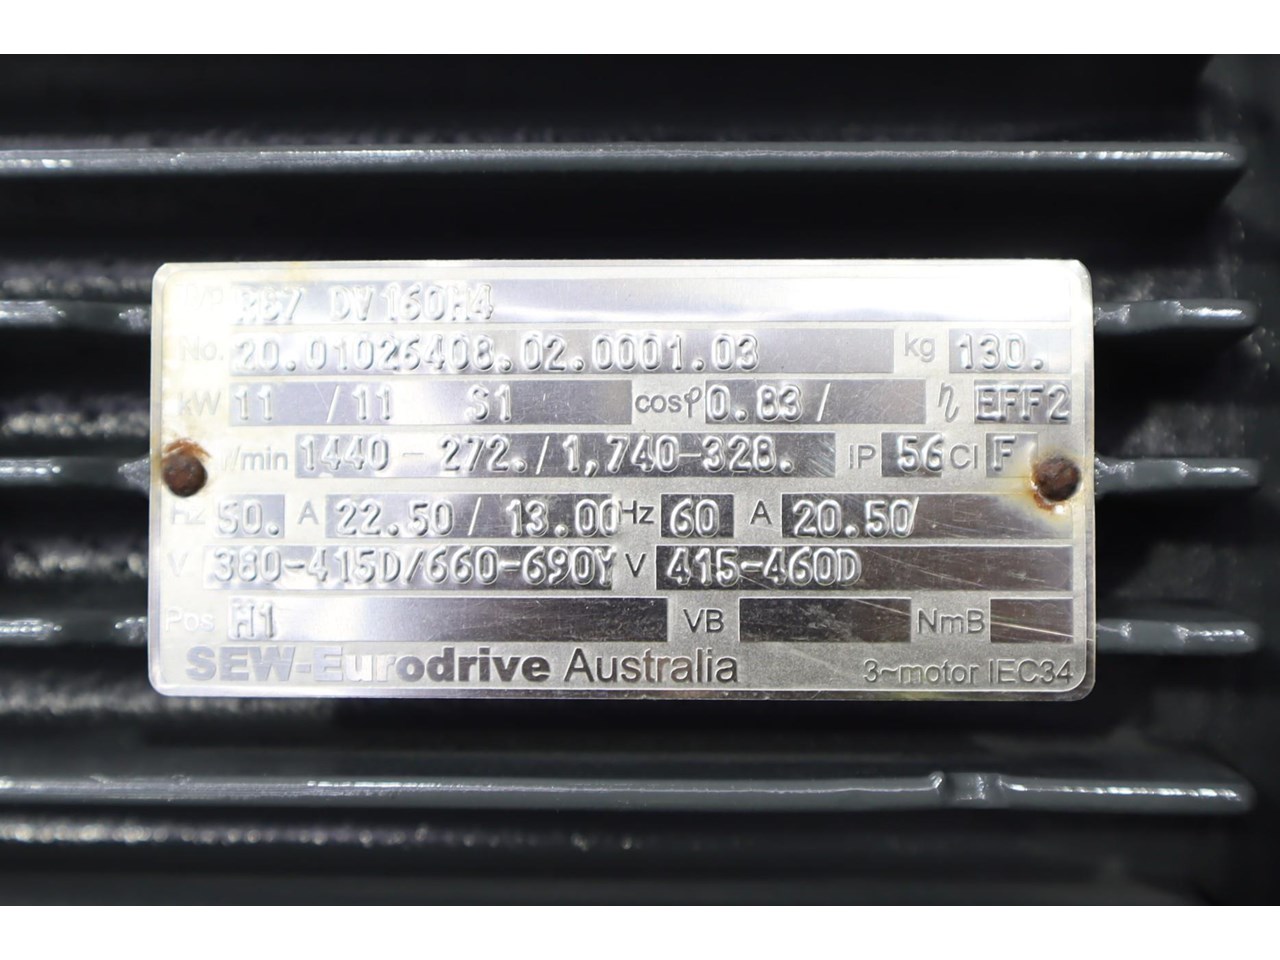 DV160M4
No. 20.01026408.02.0001.03 kg 130.
kW 11 /11 S1 cosφ 0.83/ η EFF2
/min 1440-272./1,740-328. IP 56 Cl F
Hz 50. A 22.50/13.00 Hz 60 A 20.50/
V 380-415D/660-690Y V 415-460D
Pos H1 VB NmB
SEW-Eurodrive Australia 3~motor IEC34